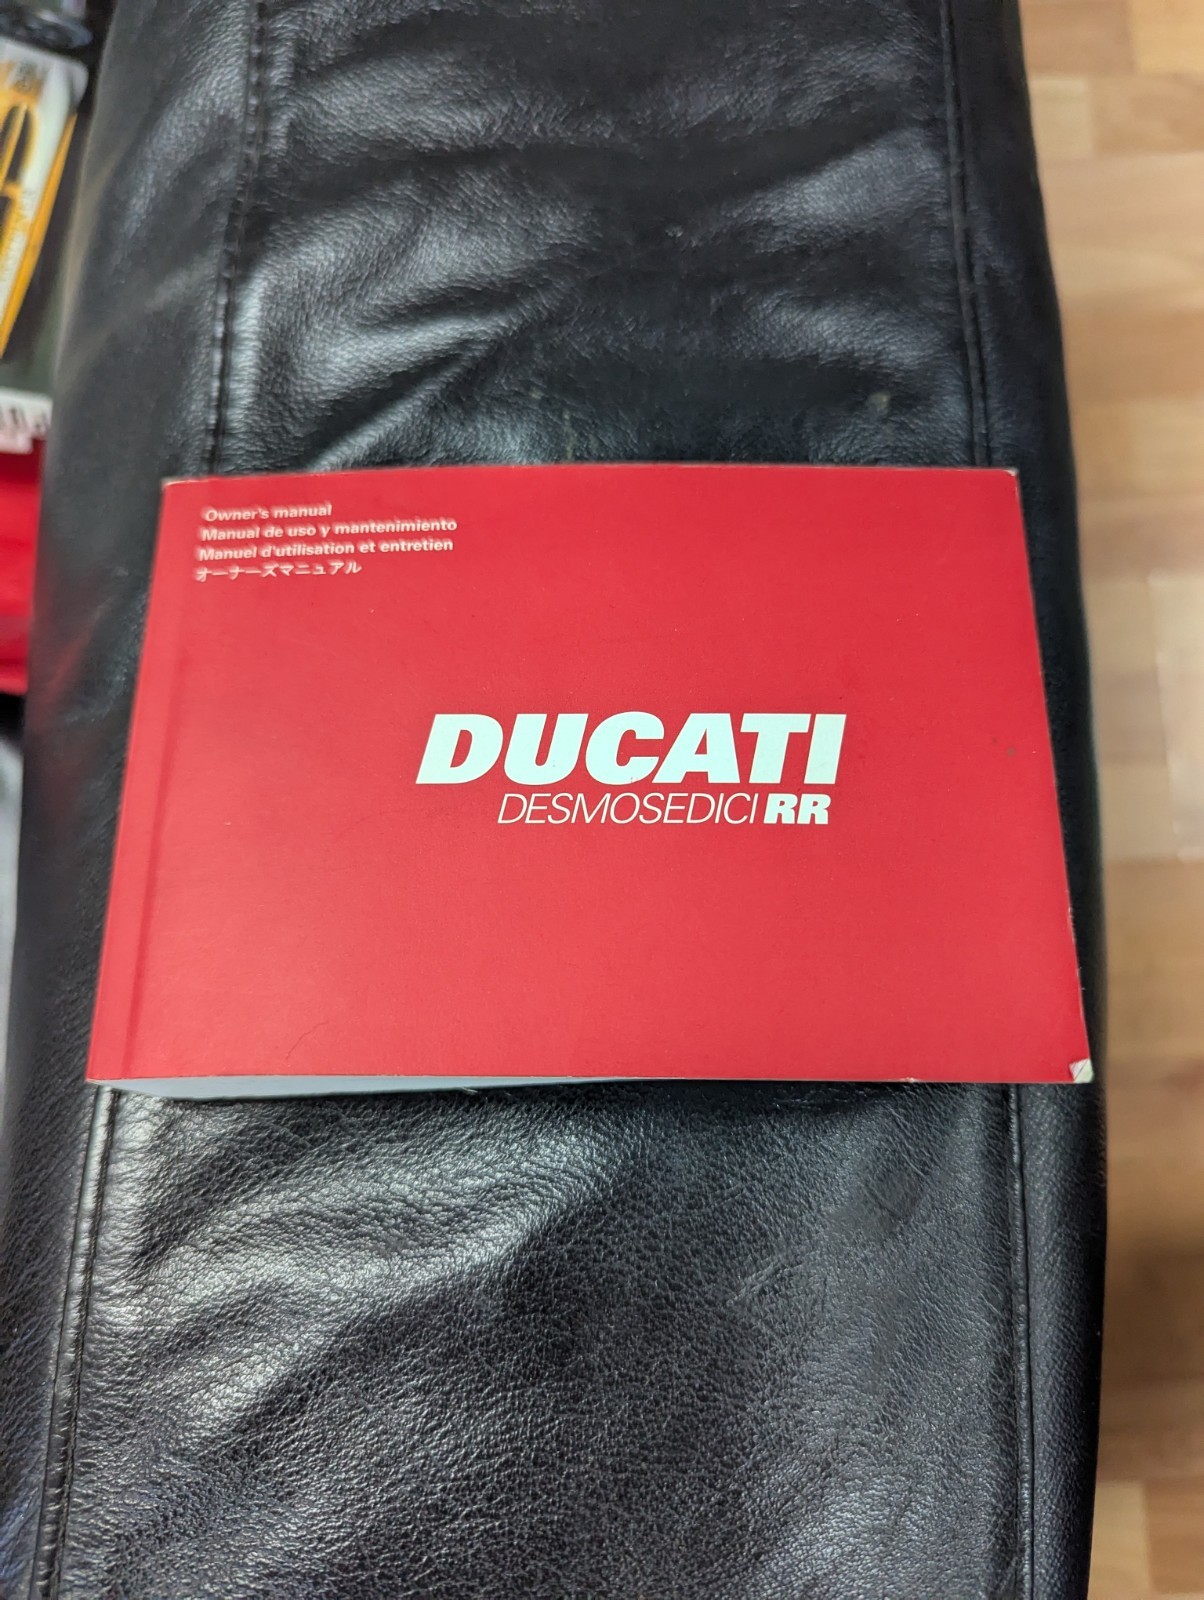 Owner's manual
Manual de uso y mantenimiento
Manuel d'utilisation et entretien
オーナーズマニュアル
DUCATI
DESMOSEDICI RR